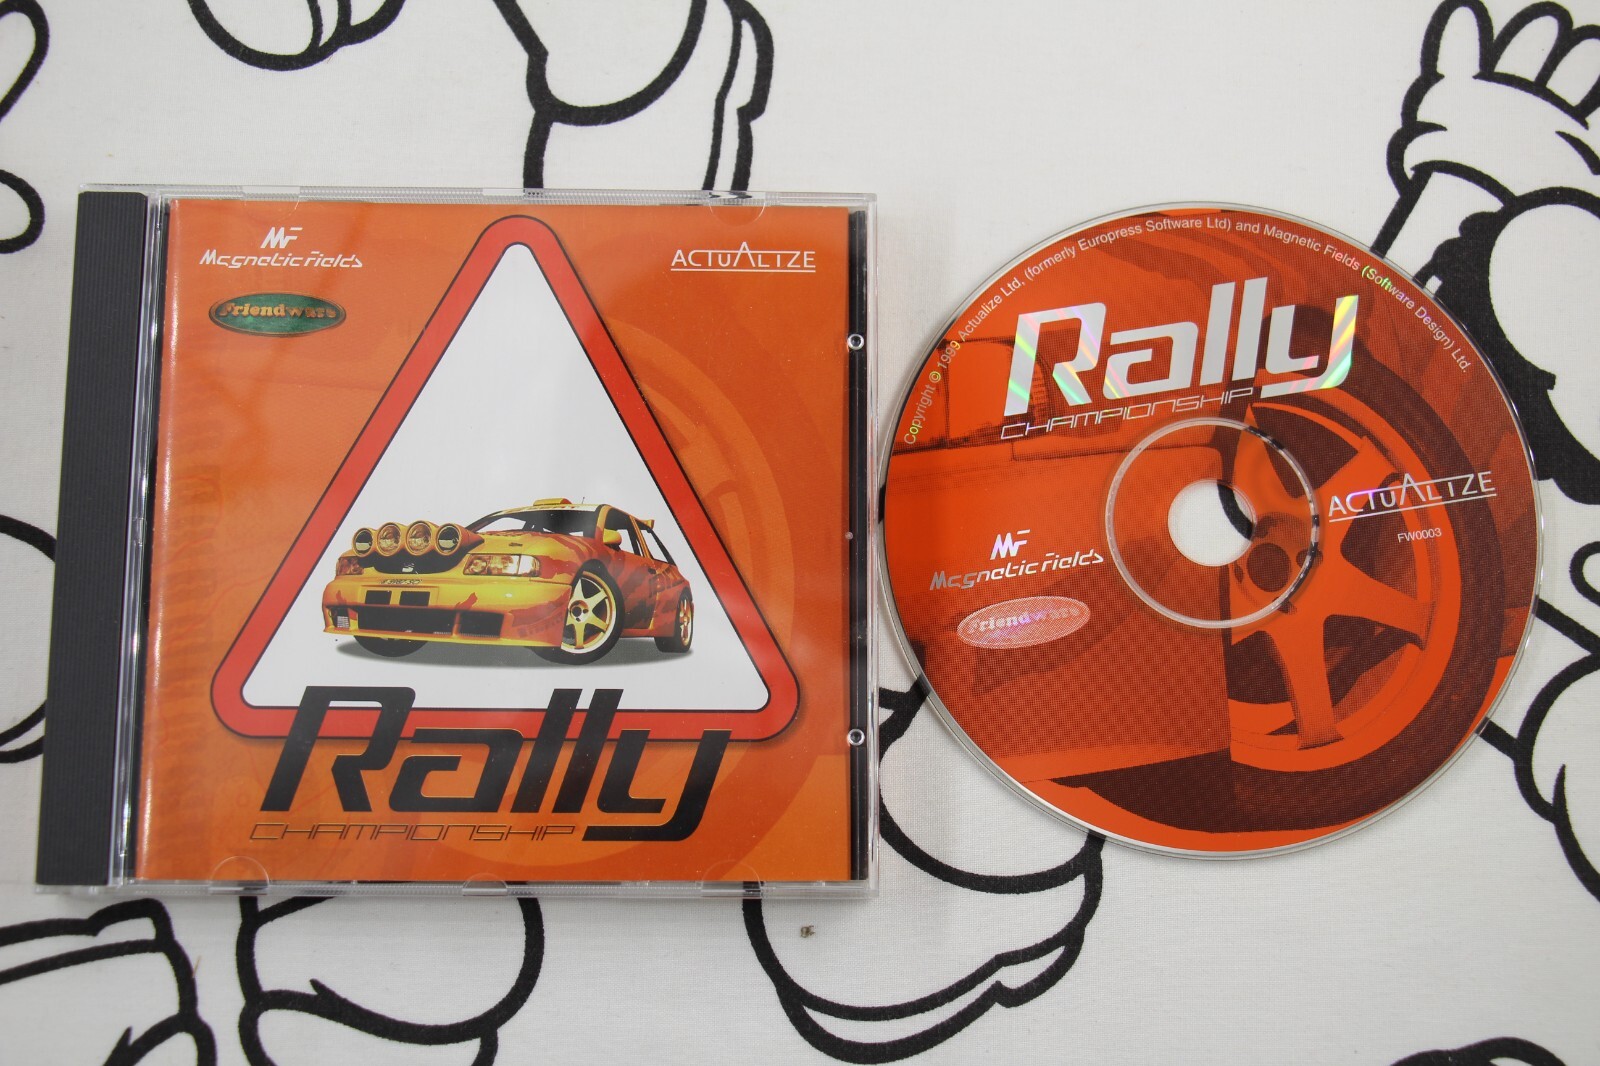 MF
Magnetic Fields
ACTUALIZE
Friendware
Rally
CHAMPIONSHIP
Copyright © 1999 Actualize Ltd, (formerly Europress Software Ltd) and Magnetic Fields (Software Design) Ltd.
Rally
CHAMPIONSHIP
ACTUALIZE
FW0003
MF
Magnetic Fields
Friendware